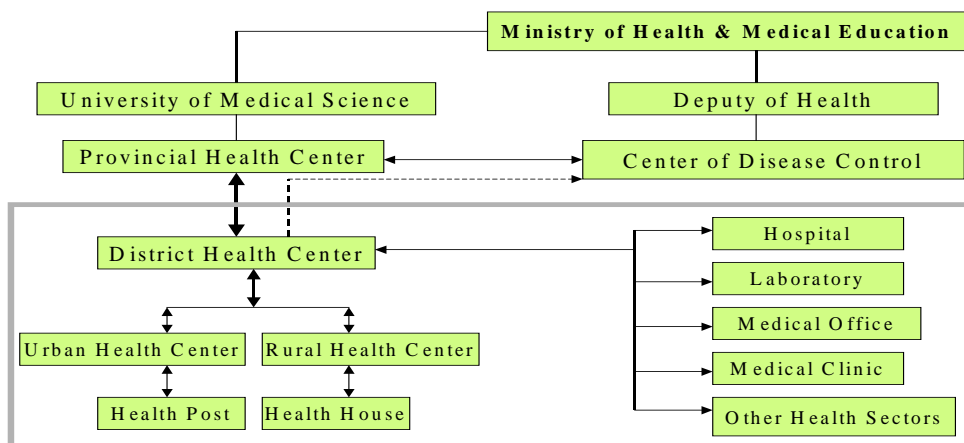 Ministry of Health & Medical Education
University of Medical Science
Deputy of Health
Provincial Health Center
Center of Disease Control
District Health Center
Hospital
Laboratory
Medical Office
Medical Clinic
Other Health Sectors
Urban Health Center
Rural Health Center
Health Post
Health House